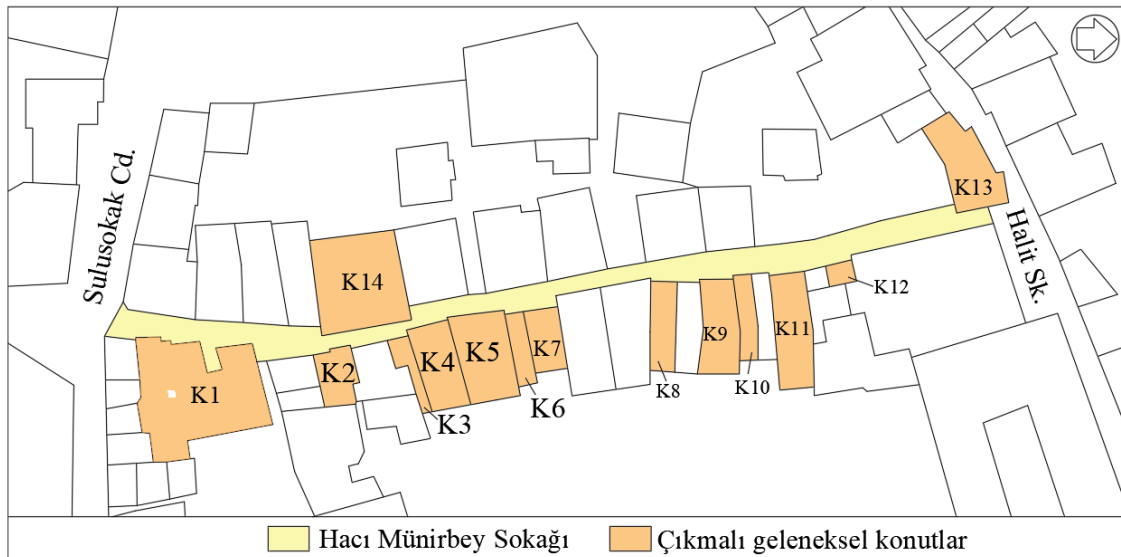 Sulusokak Cd.
K1
K14
K2
K3
K4
K5
K6
K7
K8
K9
K10
K11
K12
K13
Halit Sk.
Hacı Münirbey Sokağı
Çıkmalı geleneksel konutlar